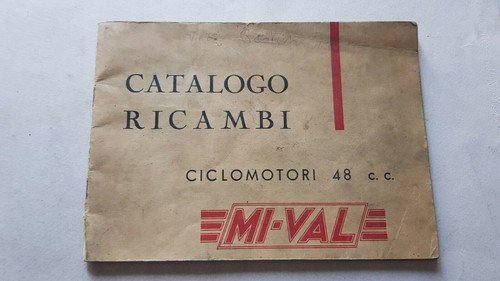 CATALOGO
RICAMBI
CICLOMOTORI 48 c. c.
MI-VAL